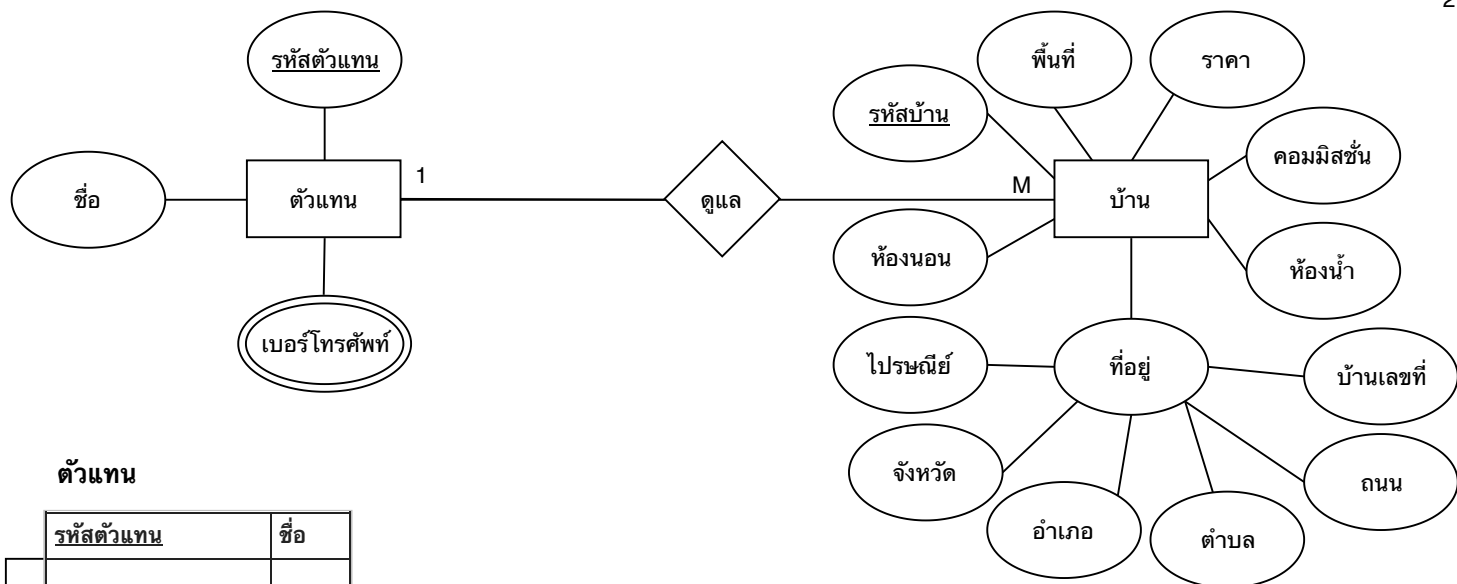 2
รหัสตัวแทน
พื้นที่
ราคา
รหัสบ้าน
คอมมิสชั่น
ชื่อ
ตัวแทน
1
ดูแล
M
บ้าน
ห้องนอน
ห้องน้ำ
เบอร์โทรศัพท์
ไปรษณีย์
ที่อยู่
บ้านเลขที่
จังหวัด
ถนน
อำเภอ
ตำบล
ตัวแทน
รหัสตัวแทน ชื่อ